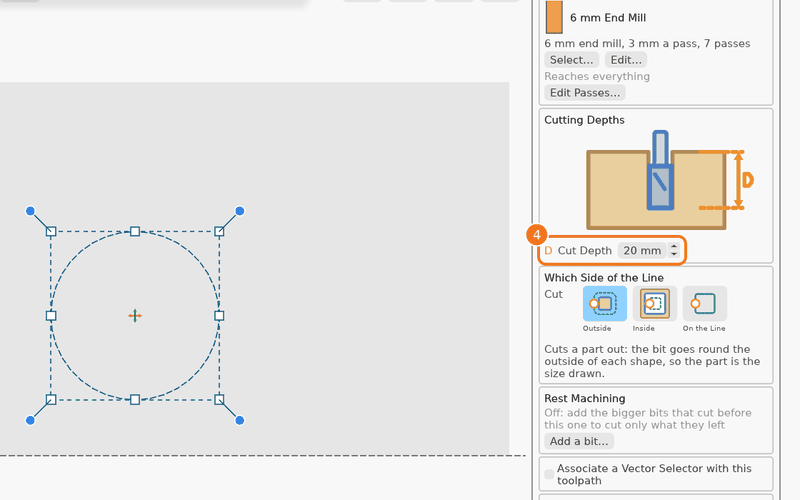 6 mm End Mill
6 mm end mill, 3 mm a pass, 7 passes
Select... Edit...
Reaches everything
Edit Passes...
Cutting Depths
D
4
D Cut Depth 20 mm
Which Side of the Line
Cut
Outside Inside On the Line
Cuts a part out: the bit goes round the
outside of each shape, so the part is the
size drawn.
Rest Machining
Off: add the bigger bits that cut before
this one to cut only what they left
Add a bit...
Associate a Vector Selector with this
toolpath